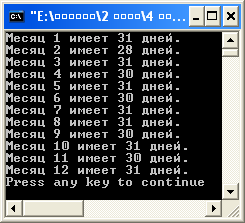 "E:\□□□□□□\2 □□□□\4 □□...
Месяц 1 имеет 31 дней.
Месяц 2 имеет 28 дней.
Месяц 3 имеет 31 дней.
Месяц 4 имеет 30 дней.
Месяц 5 имеет 31 дней.
Месяц 6 имеет 30 дней.
Месяц 7 имеет 31 дней.
Месяц 8 имеет 31 дней.
Месяц 9 имеет 30 дней.
Месяц 10 имеет 31 дней.
Месяц 11 имеет 30 дней.
Месяц 12 имеет 31 дней.
Press any key to continue